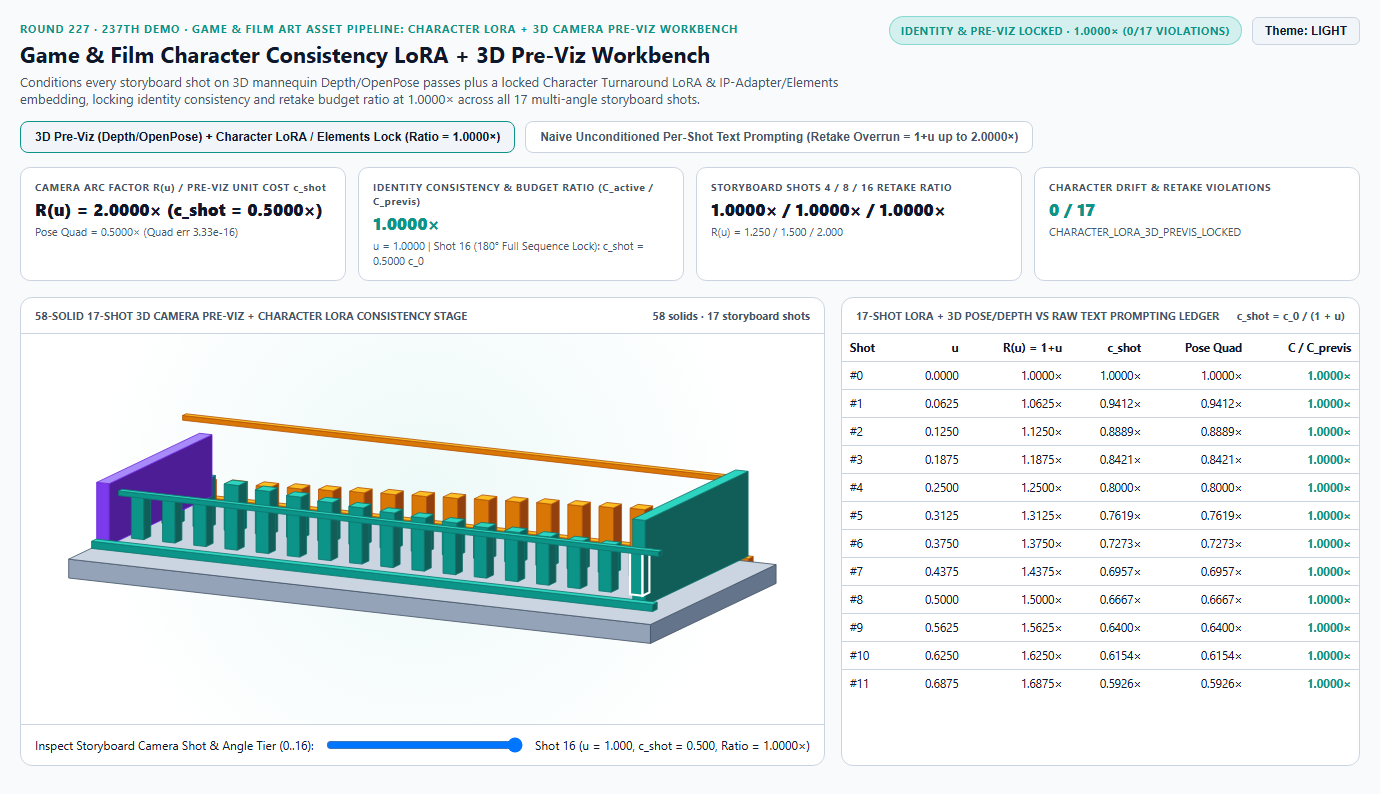 ROUND 227 · 237TH DEMO · GAME & FILM ART ASSET PIPELINE: CHARACTER LORA + 3D CAMERA PRE-VIZ WORKBENCH
IDENTITY & PRE-VIZ LOCKED · 1.0000× (0/17 VIOLATIONS)
Theme: LIGHT
Game & Film Character Consistency LoRA + 3D Pre-Viz Workbench
Conditions every storyboard shot on 3D mannequin Depth/OpenPose passes plus a locked Character Turnaround LoRA & IP-Adapter/Elements
embedding, locking identity consistency and retake budget ratio at 1.0000× across all 17 multi-angle storyboard shots.
3D Pre-Viz (Depth/OpenPose) + Character LoRA / Elements Lock (Ratio = 1.0000×)
Naive Unconditioned Per-Shot Text Prompting (Retake Overrun = 1+u up to 2.0000×)
CAMERA ARC FACTOR R(u) / PRE-VIZ UNIT COST c_shot
R(u) = 2.0000× (c_shot = 0.5000×)
Pose Quad = 0.5000× (Quad err 3.33e-16)
IDENTITY CONSISTENCY & BUDGET RATIO (C_active /
C_previs)
1.0000×
u = 1.0000 | Shot 16 (180° Full Sequence Lock): c_shot =
0.5000 c_0
STORYBOARD SHOTS 4 / 8 / 16 RETAKE RATIO
1.0000× / 1.0000× / 1.0000×
R(u) = 1.250 / 1.500 / 2.000
CHARACTER DRIFT & RETAKE VIOLATIONS
0 / 17
CHARACTER_LORA_3D_PREVIS_LOCKED
58-SOLID 17-SHOT 3D CAMERA PRE-VIZ + CHARACTER LORA CONSISTENCY STAGE
58 solids · 17 storyboard shots
Inspect Storyboard Camera Shot & Angle Tier (0..16):
Shot 16 (u = 1.000, c_shot = 0.500, Ratio = 1.0000×)
17-SHOT LORA + 3D POSE/DEPTH VS RAW TEXT PROMPTING LEDGER
c_shot = c_0 / (1 + u)
Shot u R(u) = 1+u c_shot Pose Quad C / C_previs
#0 0.0000 1.0000× 1.0000× 1.0000× 1.0000×
#1 0.0625 1.0625× 0.9412× 0.9412× 1.0000×
#2 0.1250 1.1250× 0.8889× 0.8889× 1.0000×
#3 0.1875 1.1875× 0.8421× 0.8421× 1.0000×
#4 0.2500 1.2500× 0.8000× 0.8000× 1.0000×
#5 0.3125 1.3125× 0.7619× 0.7619× 1.0000×
#6 0.3750 1.3750× 0.7273× 0.7273× 1.0000×
#7 0.4375 1.4375× 0.6957× 0.6957× 1.0000×
#8 0.5000 1.5000× 0.6667× 0.6667× 1.0000×
#9 0.5625 1.5625× 0.6400× 0.6400× 1.0000×
#10 0.6250 1.6250× 0.6154× 0.6154× 1.0000×
#11 0.6875 1.6875× 0.5926× 0.5926× 1.0000×